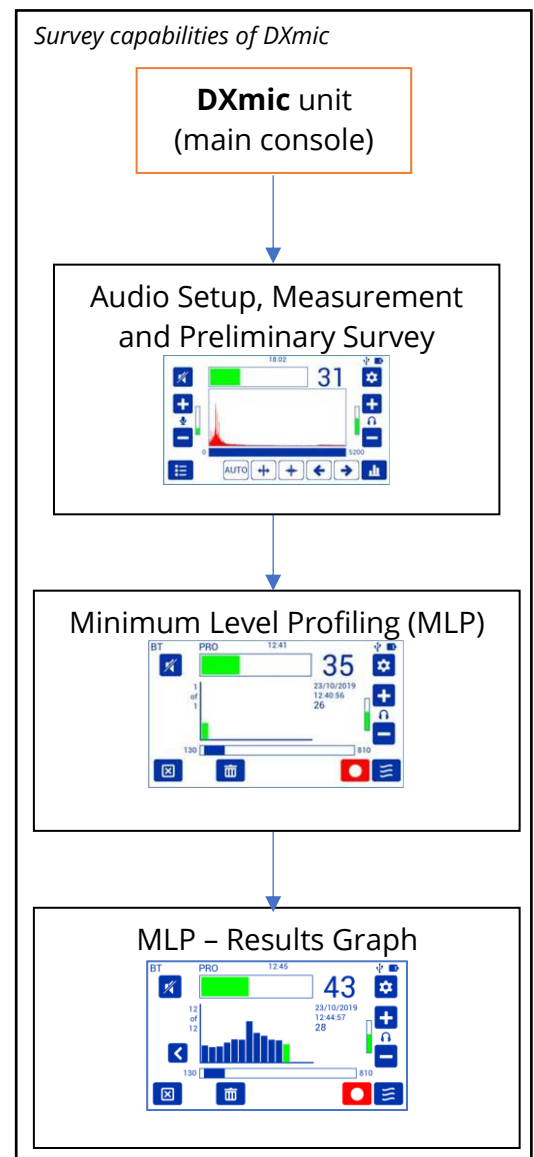 Survey capabilities of DXmic
DXmic unit
(main console)
Audio Setup, Measurement
and Preliminary Survey
18:02
31
0
5200
AUTO
Minimum Level Profiling (MLP)
BT PRO 12:41
35
1
of
1
23/10/2019
12:40:56
26
130
810
MLP – Results Graph
BT PRO 12:45
43
12
of
12
23/10/2019
12:44:57
28
130
810